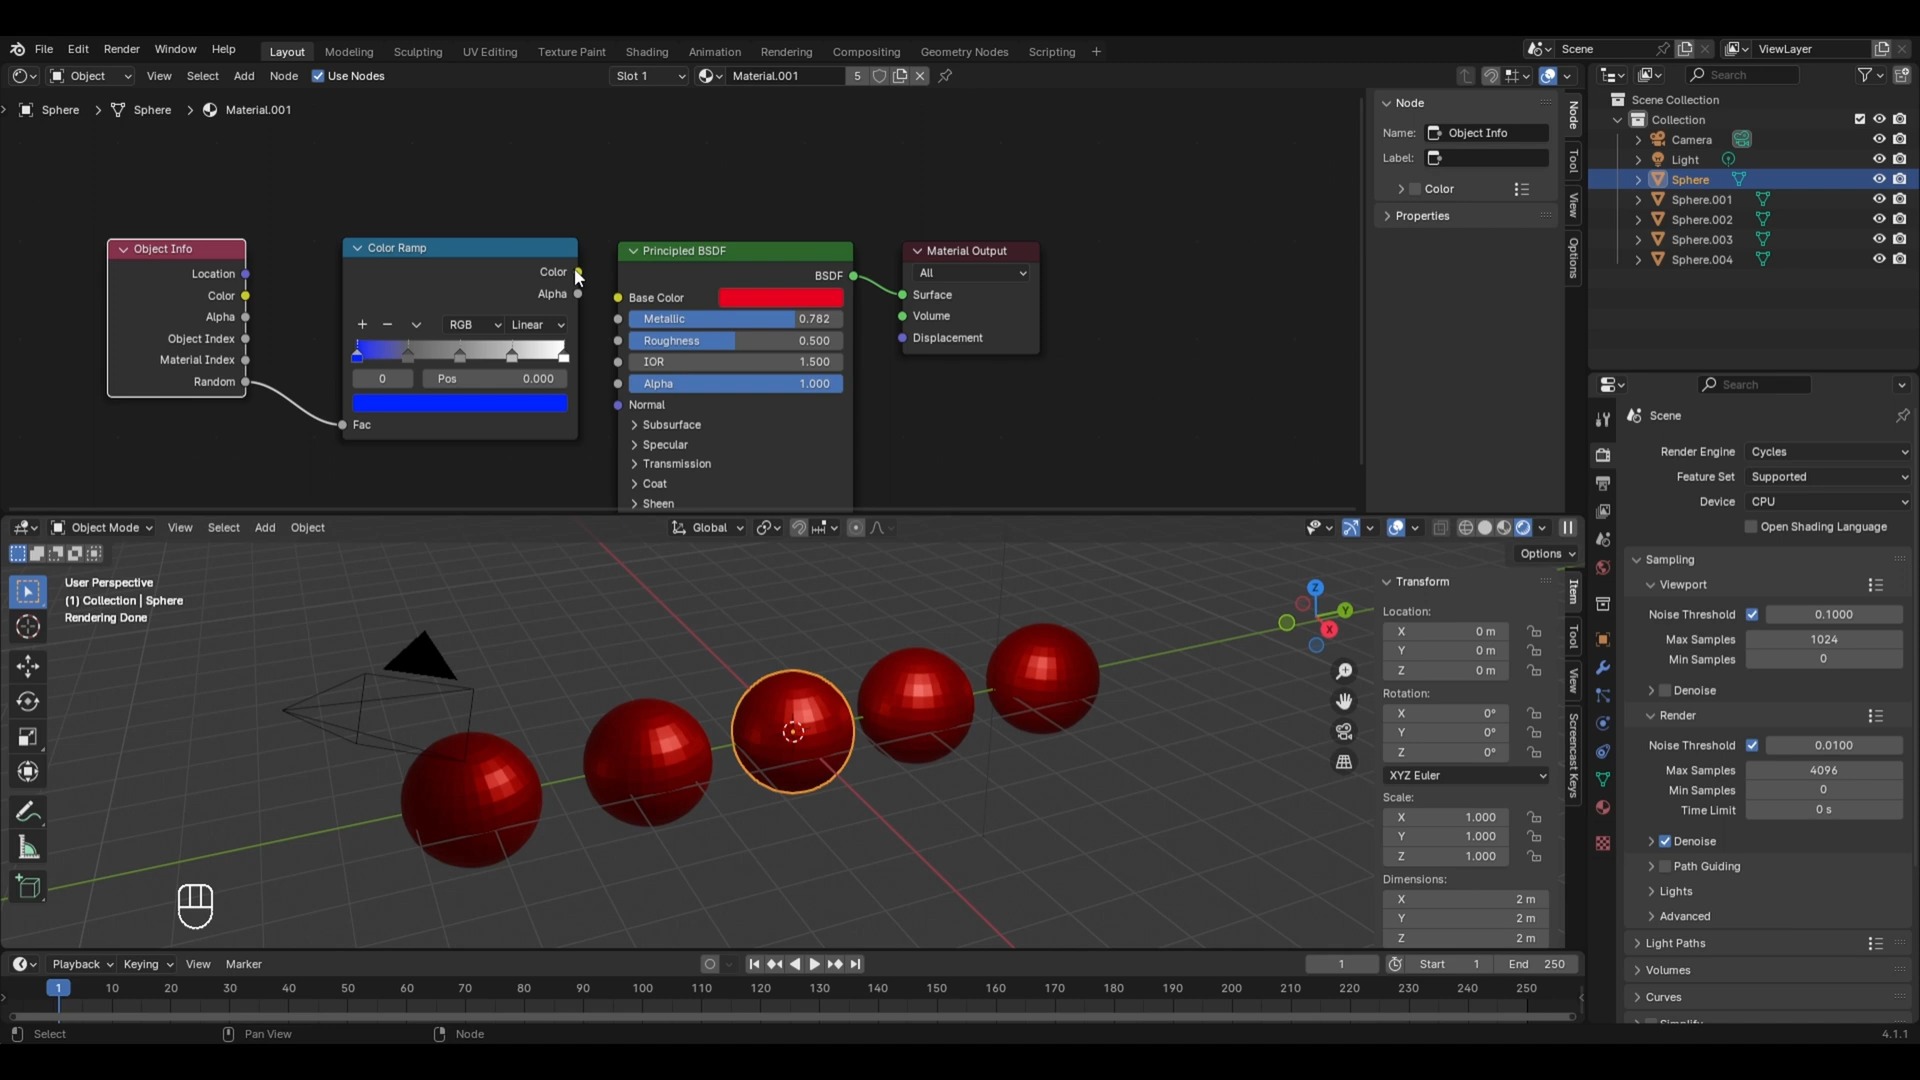 File Edit Render Window Help
Layout Modeling Sculpting UV Editing Texture Paint Shading Animation Rendering Compositing Geometry Nodes Scripting +
Scene
ViewLayer
Object View Select Add Node Use Nodes
Slot 1
Material.001 5
Sphere > Sphere > Material.001
Object Info
Location
Color
Alpha
Object Index
Material Index
Random
Color Ramp
Color
Alpha
+ − RGB Linear
0 Pos 0.000
Fac
Principled BSDF
BSDF
Base Color
Metallic 0.782
Roughness 0.500
IOR 1.500
Alpha 1.000
Normal
Subsurface
Specular
Transmission
Coat
Sheen
Material Output
All
Surface
Volume
Displacement
Node
Name: Object Info
Label:
Color
Properties
Node
Tool
View
Options
Search
Scene Collection
Collection
Camera
Light
Sphere
Sphere.001
Sphere.002
Sphere.003
Sphere.004
Object Mode View Select Add Object
Global
Options
User Perspective
(1) Collection | Sphere
Rendering Done
Z
Y
X
Transform
Location:
X 0 m
Y 0 m
Z 0 m
Rotation:
X 0°
Y 0°
Z 0°
XYZ Euler
Scale:
X 1.000
Y 1.000
Z 1.000
Dimensions:
X 2 m
Y 2 m
Z 2 m
Item
Tool
View
Screencast Keys
Search
Scene
Render Engine Cycles
Feature Set Supported
Device CPU
Open Shading Language
Sampling
Viewport
Noise Threshold 0.1000
Max Samples 1024
Min Samples 0
Denoise
Render
Noise Threshold 0.0100
Max Samples 4096
Min Samples 0
Time Limit 0 s
Denoise
Path Guiding
Lights
Advanced
Light Paths
Volumes
Curves
Simplify
Playback Keying View Marker
1
Start 1 End 250
1 10 20 30 40 50 60 70 80 90 100 110 120 130 140 150 160 170 180 190 200 210 220 230 240 250
Select Pan View Node
4.1.1